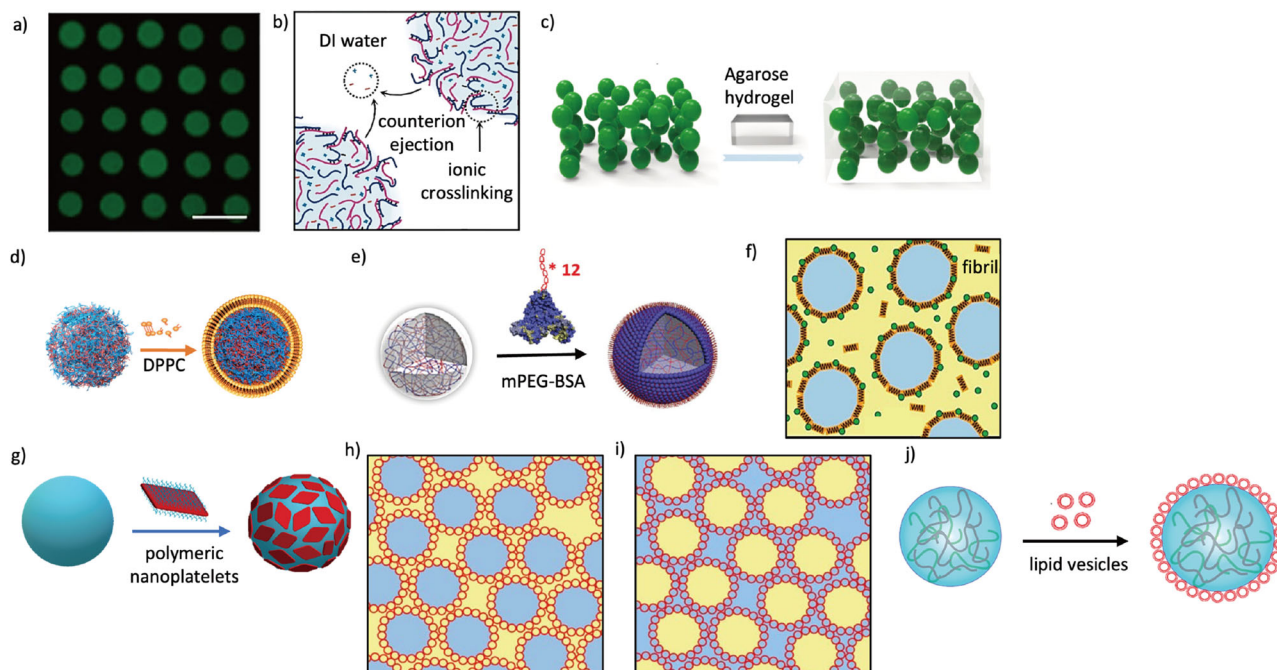 a)
b)
DI water
counterion
ejection
ionic
crosslinking
c)
Agarose
hydrogel
d)
DPPC
e)
* 12
mPEG-BSA
f)
fibril
g)
polymeric
nanoplatelets
h)
i)
j)
lipid vesicles